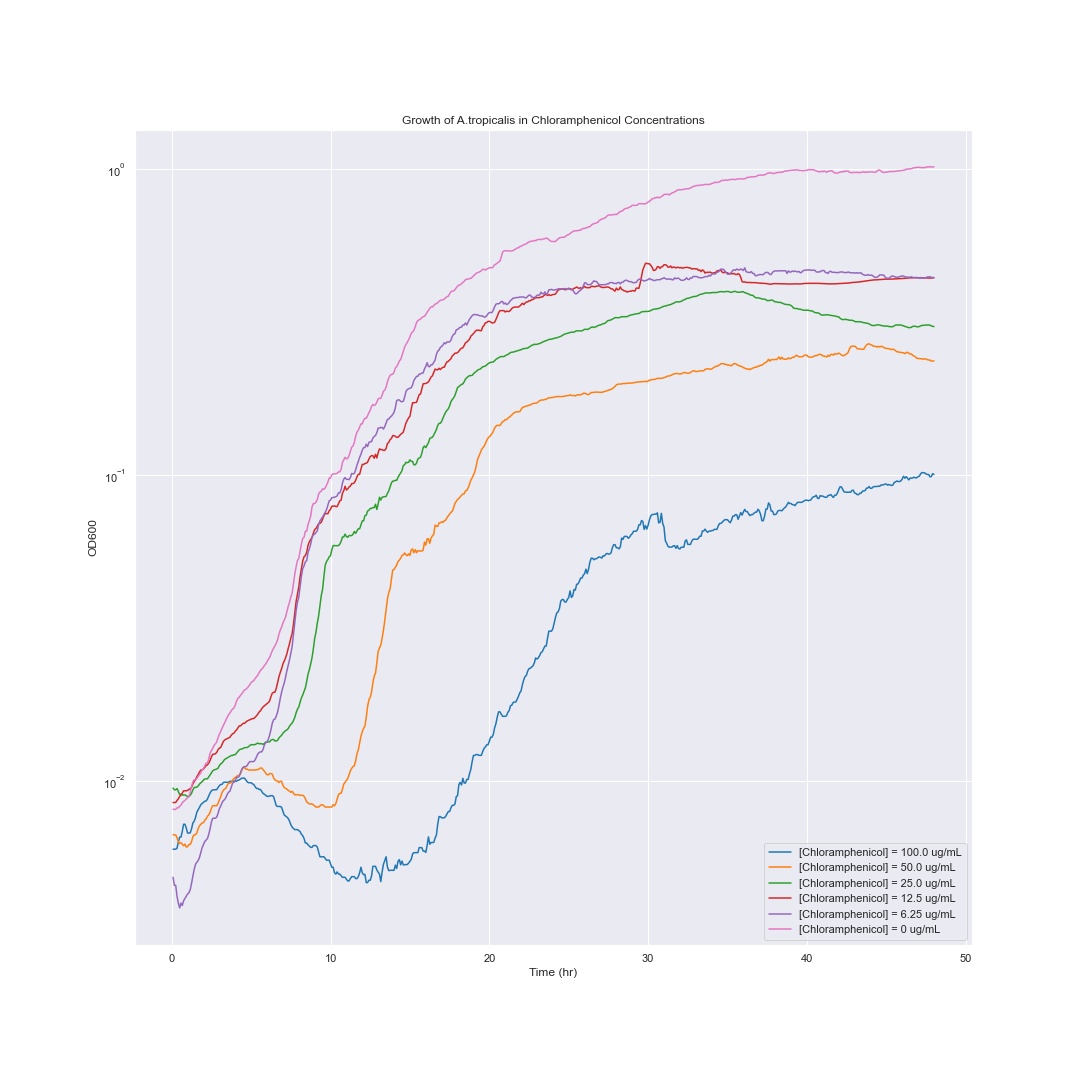 Growth of A.tropicalis in Chloramphenicol Concentrations
10^0
10^-1
10^-2
OD600
0 10 20 30 40 50
Time (hr)
[Chloramphenicol] = 100.0 ug/mL
[Chloramphenicol] = 50.0 ug/mL
[Chloramphenicol] = 25.0 ug/mL
[Chloramphenicol] = 12.5 ug/mL
[Chloramphenicol] = 6.25 ug/mL
[Chloramphenicol] = 0 ug/mL